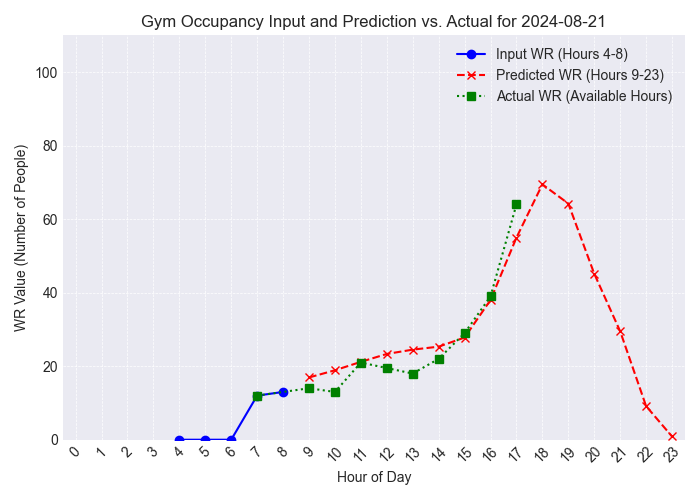 Gym Occupancy Input and Prediction vs. Actual for 2024-08-21
Input WR (Hours 4-8)
Predicted WR (Hours 9-23)
Actual WR (Available Hours)
WR Value (Number of People)
100
80
60
40
20
0
0 1 2 3 4 5 6 7 8 9 10 11 12 13 14 15 16 17 18 19 20 21 22 23
Hour of Day